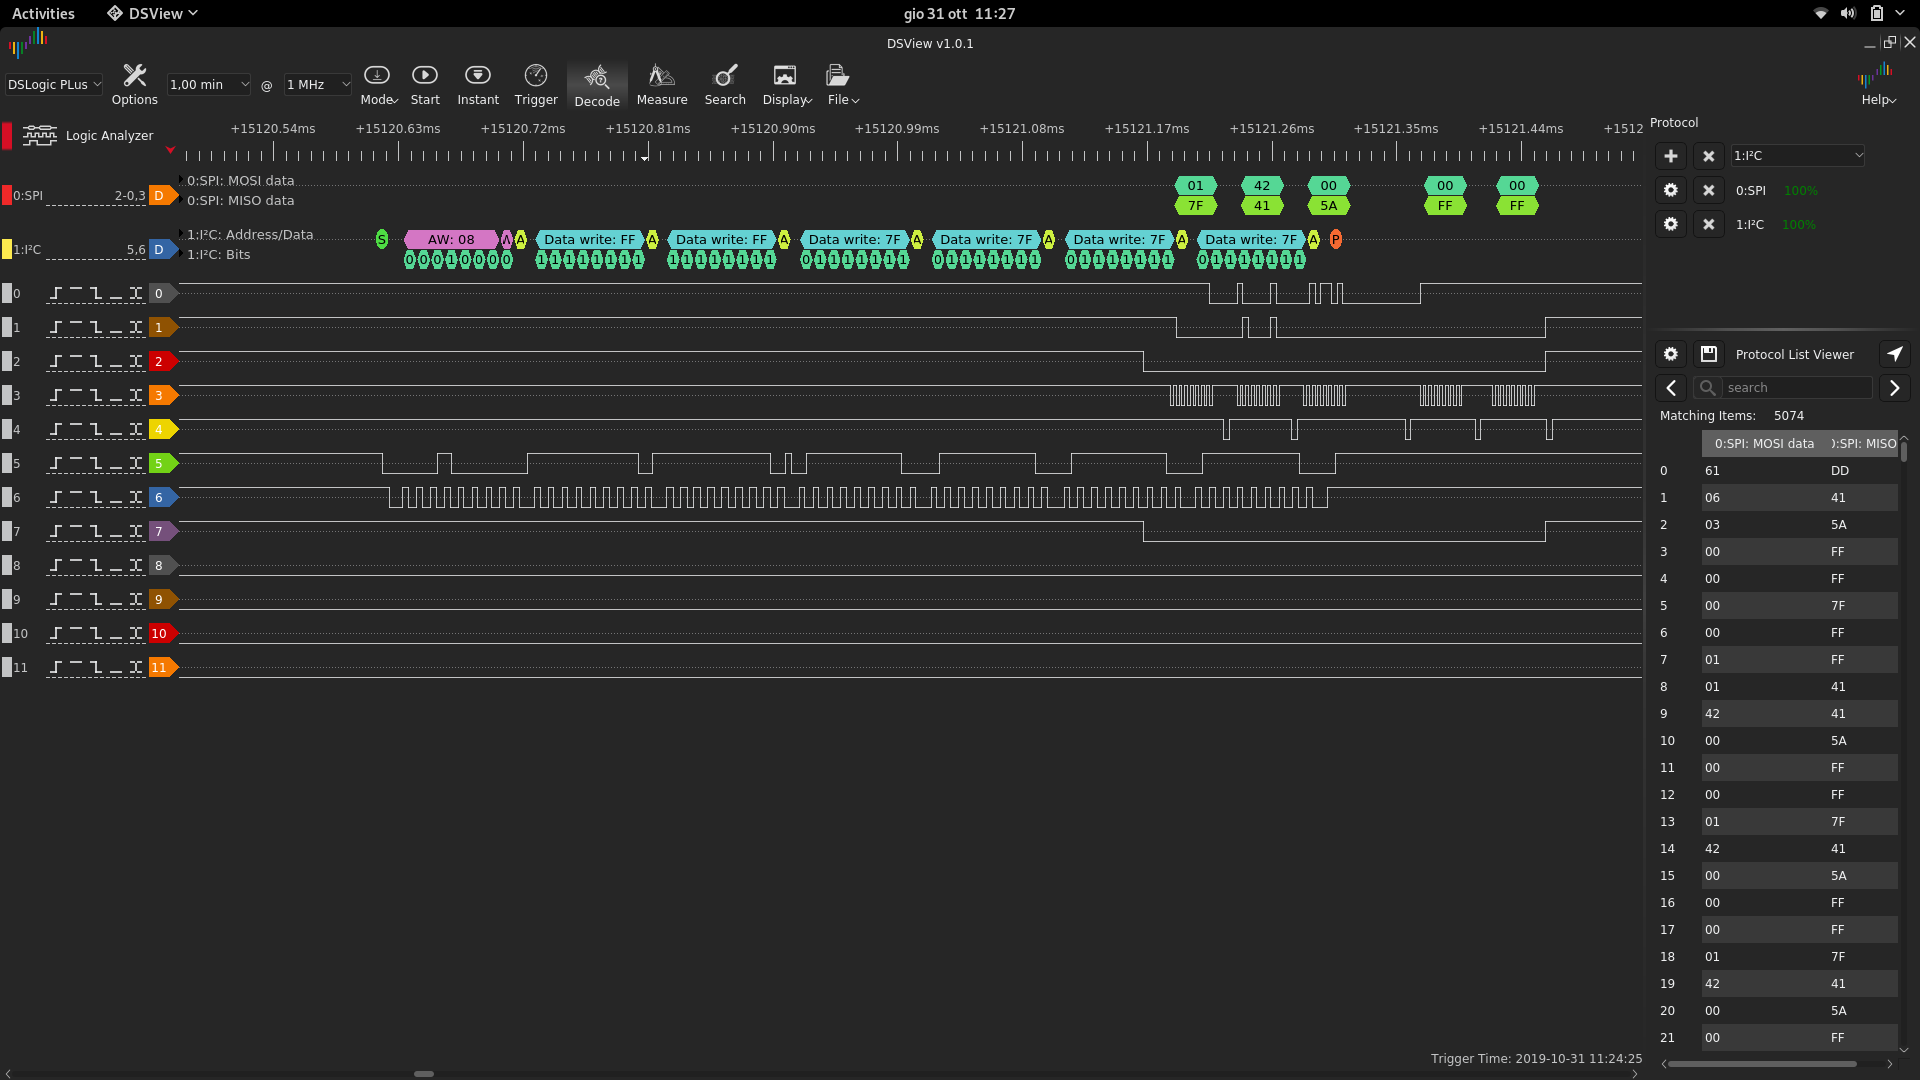 Activities DSView gio 31 ott 11:27
DSView v1.0.1
DSLogic PLus Options 1,00 min @ 1 MHz Mode Start Instant Trigger Decode Measure Search Display File Help
Logic Analyzer +15120.54ms +15120.63ms +15120.72ms +15120.81ms +15120.90ms +15120.99ms +15121.08ms +15121.17ms +15121.26ms +15121.35ms +15121.44ms +1512
0:SPI 2-0,3 D
0:SPI: MOSI data 01 42 00 00 00
0:SPI: MISO data 7F 41 5A FF FF
1:I²C 5,6 D
1:I²C: Address/Data S AW: 08 W A Data write: FF A Data write: FF A Data write: 7F A Data write: 7F A Data write: 7F A Data write: 7F A P
1:I²C: Bits 0 0 0 1 0 0 0 0 1 1 1 1 1 1 1 1 1 1 1 1 1 1 1 1 0 1 1 1 1 1 1 1 0 1 1 1 1 1 1 1 0 1 1 1 1 1 1 1 0 1 1 1 1 1 1 1
0 0
1 1
2 2
3 3
4 4
5 5
6 6
7 7
8 8
9 9
10 10
11 11
Trigger Time: 2019-10-31 11:24:25
Protocol
1:I²C
0:SPI 100%
1:I²C 100%
Protocol List Viewer
search
Matching Items: 5074
0:SPI: MOSI data ):SPI: MISO
0 61 DD
1 06 41
2 03 5A
3 00 FF
4 00 FF
5 00 7F
6 00 FF
7 01 FF
8 01 41
9 42 41
10 00 5A
11 00 FF
12 00 FF
13 01 7F
14 42 41
15 00 5A
16 00 FF
17 00 FF
18 01 7F
19 42 41
20 00 5A
21 00 FF